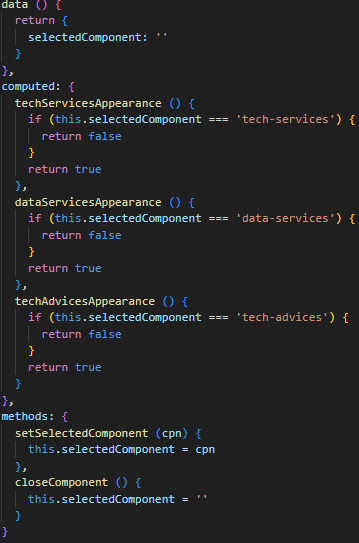 data () {
  return {
    selectedComponent: ''
  }
},
computed: {
  techServicesAppearance () {
    if (this.selectedComponent === 'tech-services') {
      return false
    }
    return true
  },
  dataServicesAppearance () {
    if (this.selectedComponent === 'data-services') {
      return false
    }
    return true
  },
  techAdvicesAppearance () {
    if (this.selectedComponent === 'tech-advices') {
      return false
    }
    return true
  }
},
methods: {
  setSelectedComponent (cpn) {
    this.selectedComponent = cpn
  },
  closeComponent () {
    this.selectedComponent = ''
  }
}